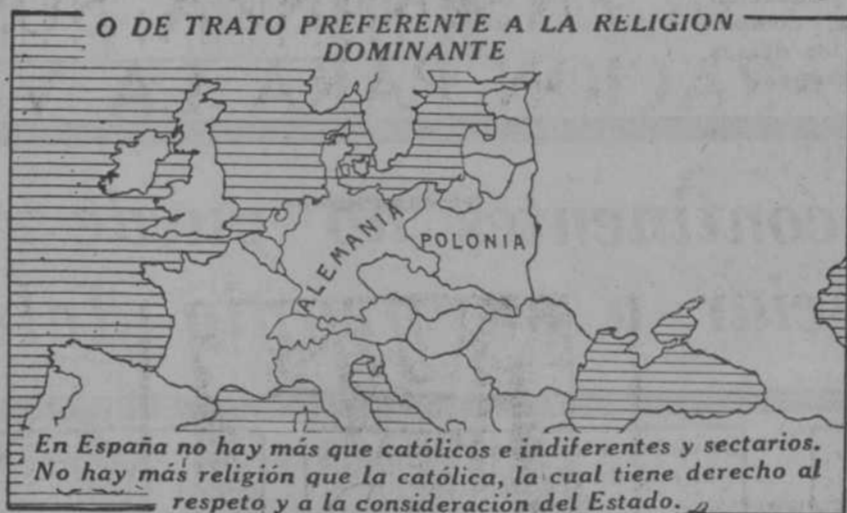 O DE TRATO PREFERENTE A LA RELIGION
DOMINANTE
ALEMANIA
POLONIA
En España no hay más que católicos e indiferentes y sectarios.
No hay más religión que la católica, la cual tiene derecho al
respeto y a la consideración del Estado.